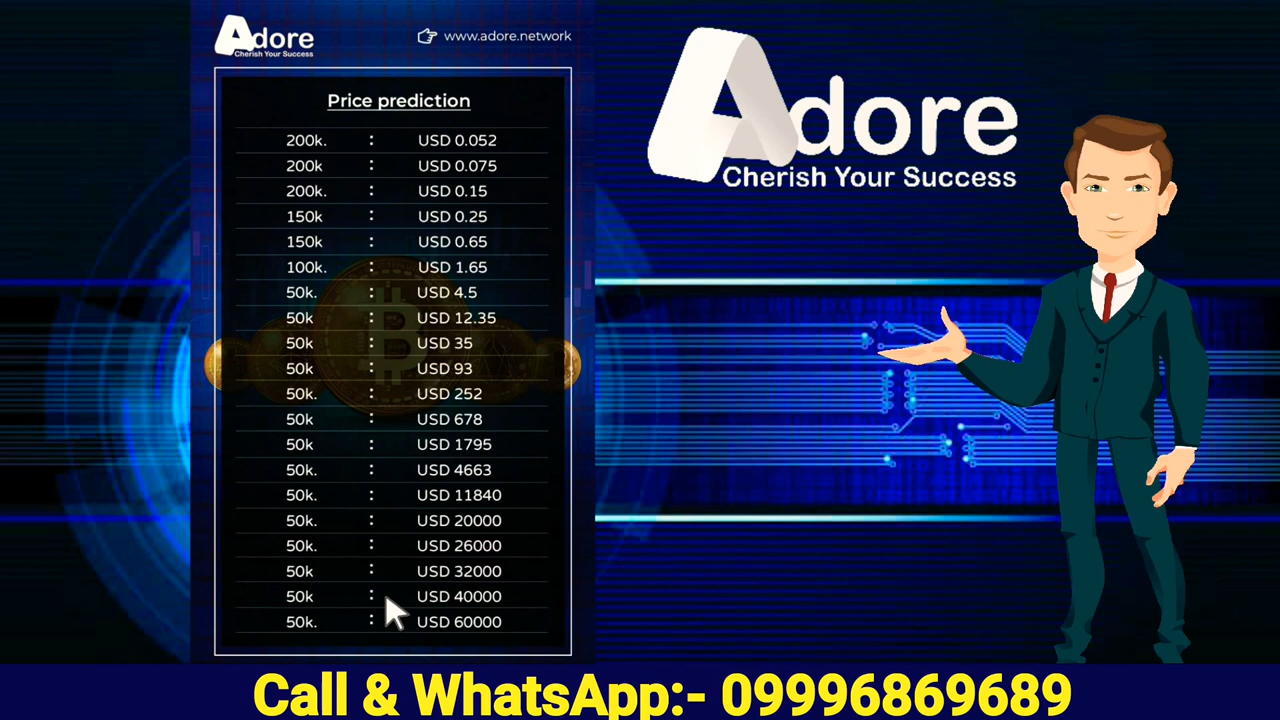 Adore
Cherish Your Success
www.adore.network
Price prediction
200k. : USD 0.052
200k : USD 0.075
200k. : USD 0.15
150k : USD 0.25
150k : USD 0.65
100k. : USD 1.65
50k. : USD 4.5
50k : USD 12.35
50k : USD 35
50k : USD 93
50k. : USD 252
50k : USD 678
50k : USD 1795
50k. : USD 4663
50k. : USD 11840
50k. : USD 20000
50k. : USD 26000
50k : USD 32000
50k : USD 40000
50k. : USD 60000
Adore
Cherish Your Success
Call & WhatsApp:- 09996869689